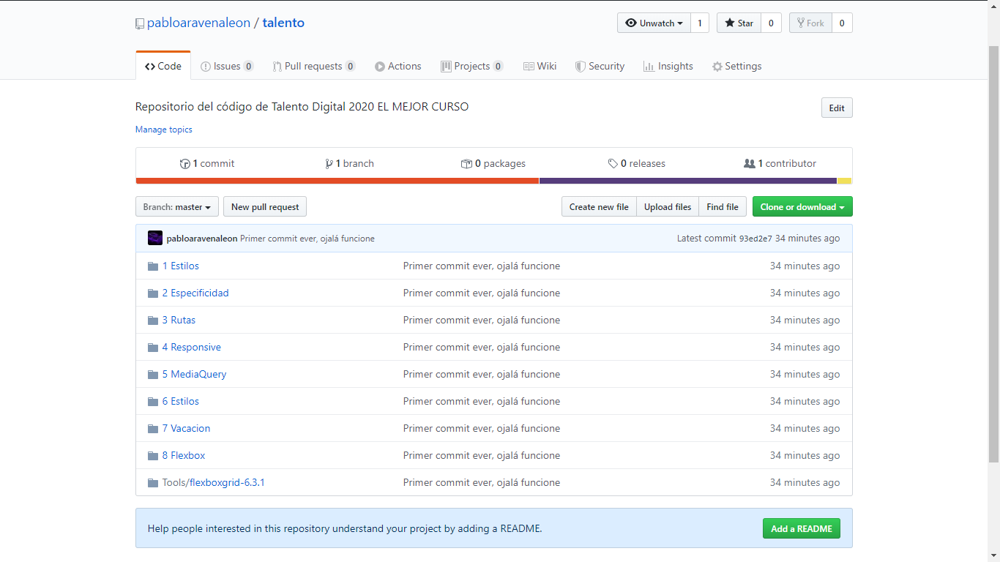 pabloaravenaleon / talento
Unwatch 1 Star 0 Fork 0
Code Issues 0 Pull requests 0 Actions Projects 0 Wiki Security Insights Settings
Repositorio del código de Talento Digital 2020 EL MEJOR CURSO
Edit
Manage topics
1 commit 1 branch 0 packages 0 releases 1 contributor
Branch: master New pull request Create new file Upload files Find file Clone or download
pabloaravenaleon Primer commit ever, ojalá funcione Latest commit 93ed2e7 34 minutes ago
1 Estilos Primer commit ever, ojalá funcione 34 minutes ago
2 Especificidad Primer commit ever, ojalá funcione 34 minutes ago
3 Rutas Primer commit ever, ojalá funcione 34 minutes ago
4 Responsive Primer commit ever, ojalá funcione 34 minutes ago
5 MediaQuery Primer commit ever, ojalá funcione 34 minutes ago
6 Estilos Primer commit ever, ojalá funcione 34 minutes ago
7 Vacacion Primer commit ever, ojalá funcione 34 minutes ago
8 Flexbox Primer commit ever, ojalá funcione 34 minutes ago
Tools/flexboxgrid-6.3.1 Primer commit ever, ojalá funcione 34 minutes ago
Help people interested in this repository understand your project by adding a README. Add a README